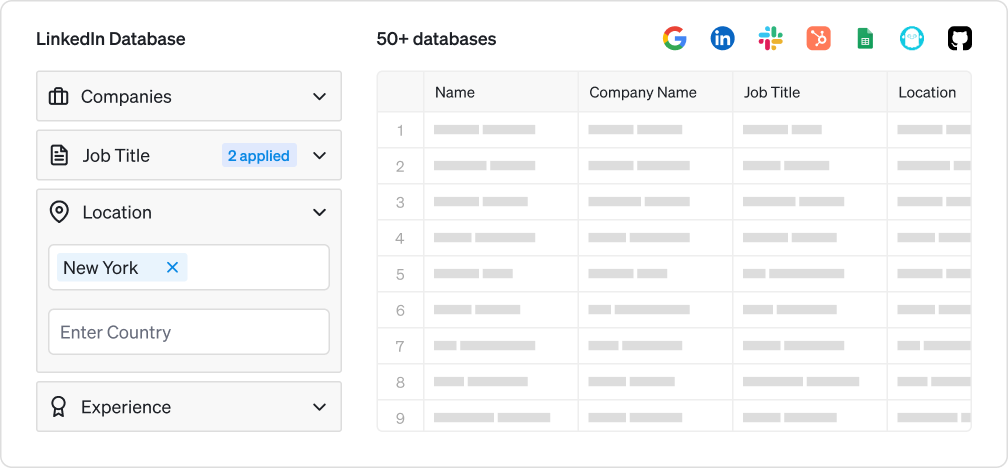 LinkedIn Database
Companies
Job Title 2 applied
Location
New York
Enter Country
Experience
50+ databases
Name Company Name Job Title Location
1
2
3
4
5
6
7
8
9